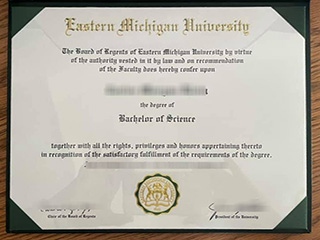 Eastern Michigan University
The Board of Regents of Eastern Michigan University by virtue
of the authority vested in it by law and on recommendation
of the Faculty does hereby confer upon
the degree of
Bachelor of Science
together with all the rights, privileges and honors appertaining thereto
in recognition of the satisfactory fulfillment of the requirements of the degree.
Chair of the Board of Regents
President of the University